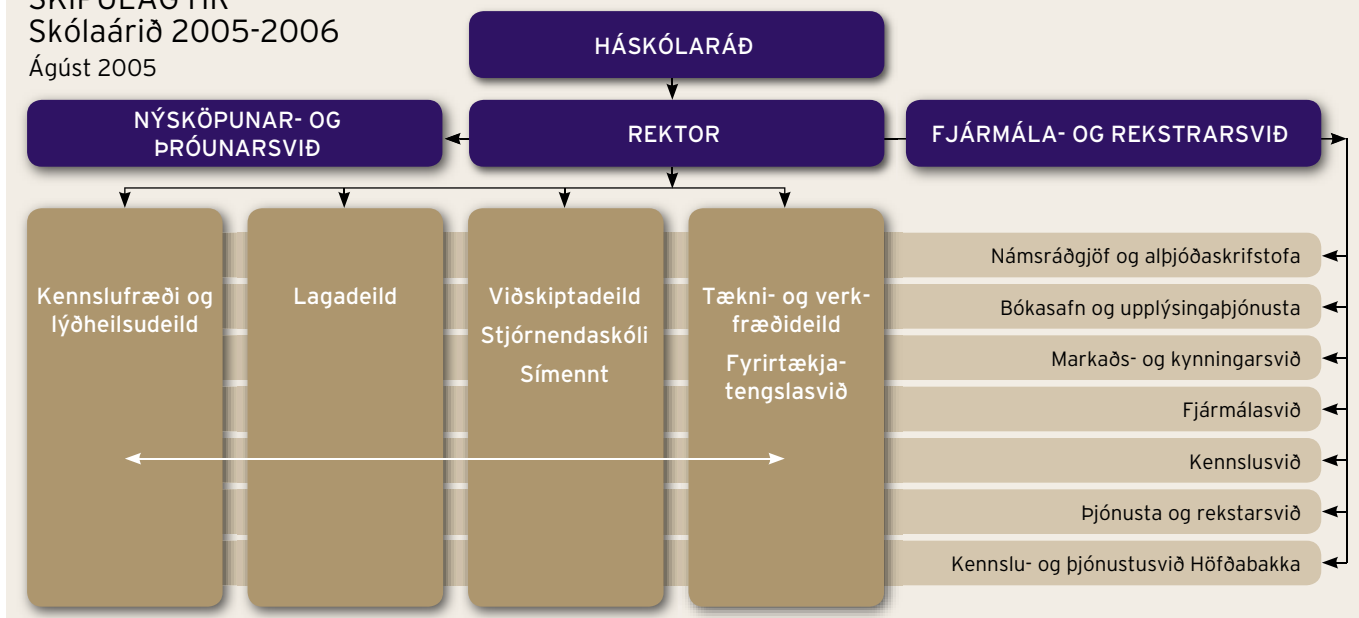 SKIPULAG HR
Skólaárið 2005-2006
Ágúst 2005
HÁSKÓLARÁÐ
NÝSKÖPUNAR- OG
ÞRÓUNARSVIÐ
REKTOR
FJÁRMÁLA- OG REKSTRARSVIÐ
Kennslufræði og
lýðheilsudeild
Lagadeild
Viðskiptadeild
Stjórnendaskóli
Símennt
Tækni- og verk-
fræðideild
Fyrirtækja-
tengslasvið
Námsráðgjöf og alþjóðaskrifstofa
Bókasafn og upplýsingaþjónusta
Markaðs- og kynningarsvið
Fjármálasvið
Kennslusvið
Þjónusta og rekstarsvið
Kennslu- og þjónustusvið Höfðabakka